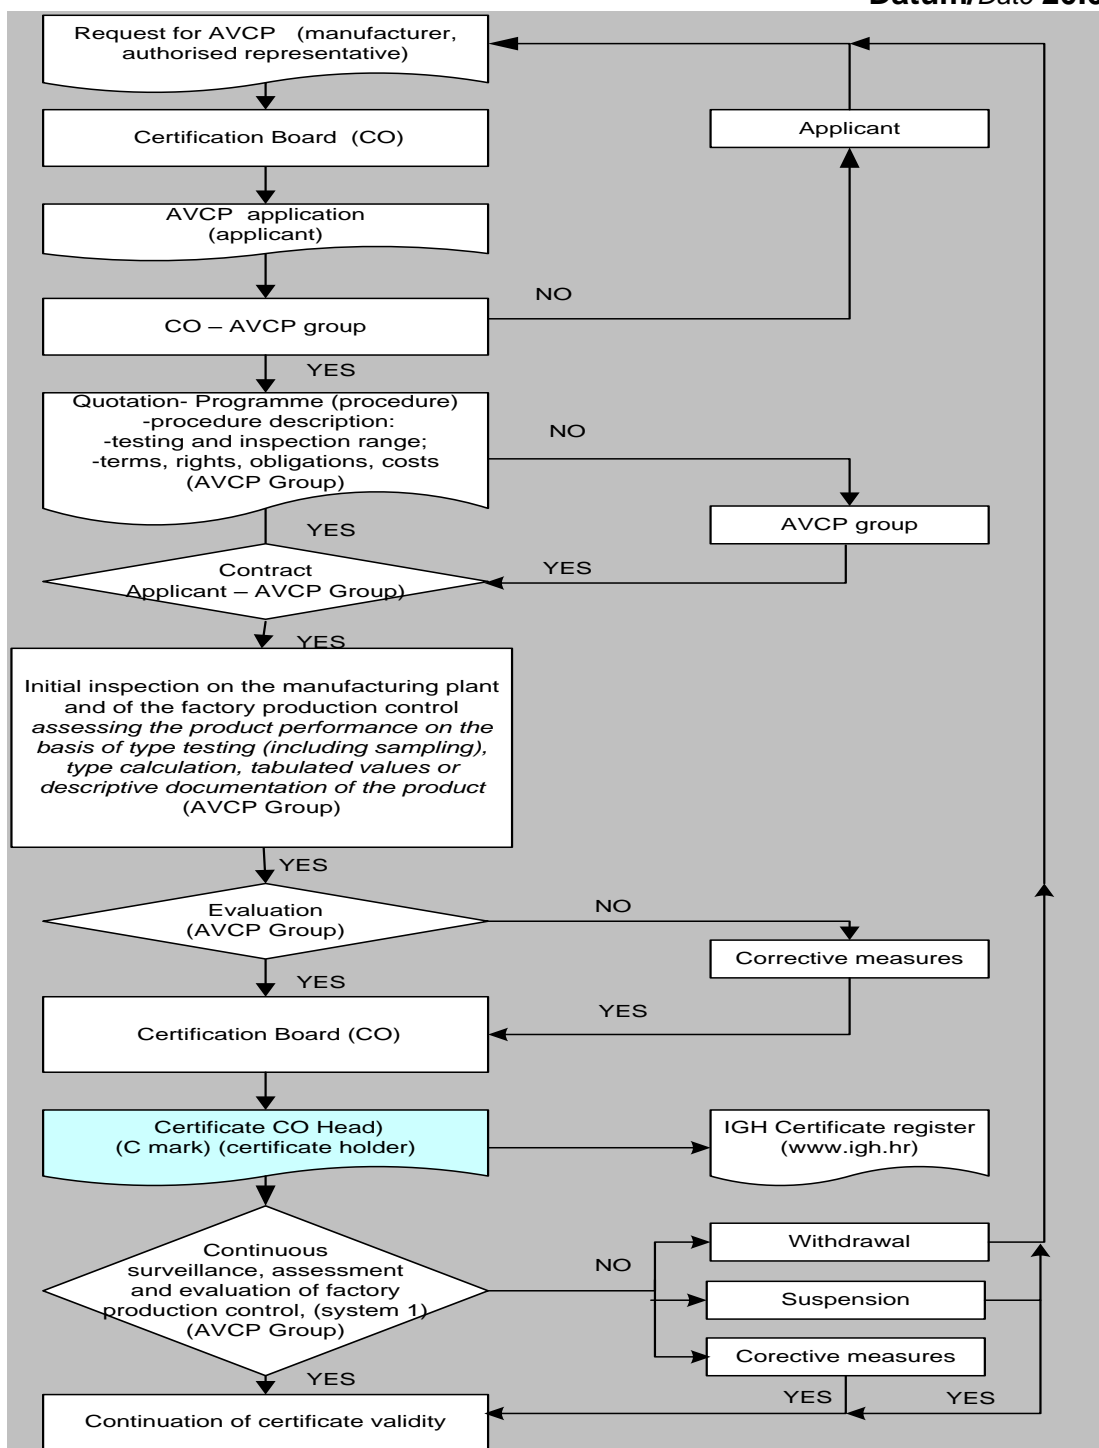 Datum/Date
Request for AVCP (manufacturer,
authorised representative)
Certification Board (CO)
Applicant
AVCP application
(applicant)
NO
CO – AVCP group
YES
Quotation- Programme (procedure)
-procedure description:
-testing and inspection range;
-terms, rights, obligations, costs
(AVCP Group)
NO
AVCP group
YES
Contract
Applicant – AVCP Group)
YES
YES
Initial inspection on the manufacturing plant
and of the factory production control
assessing the product performance on the
basis of type testing (including sampling),
type calculation, tabulated values or
descriptive documentation of the product
(AVCP Group)
YES
Evaluation
(AVCP Group)
NO
Corrective measures
YES
YES
Certification Board (CO)
Certificate CO Head)
(C mark) (certificate holder)
IGH Certificate register
(www.igh.hr)
Continuous
surveillance, assessment
and evaluation of factory
production control, (system 1)
(AVCP Group)
NO
Withdrawal
Suspension
Corective measures
YES
YES
YES
Continuation of certificate validity